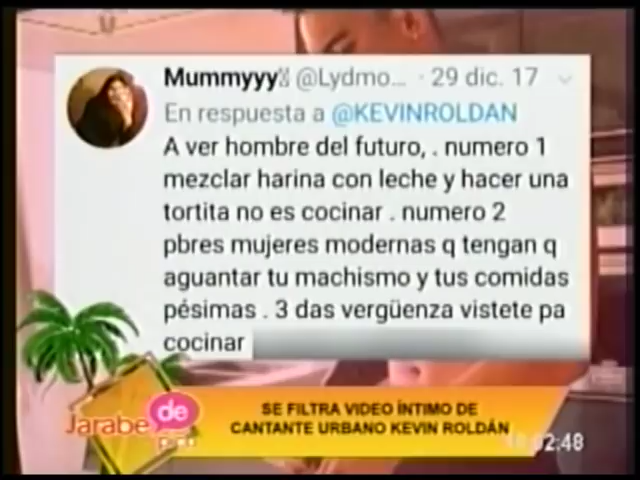 Mummyyy @Lydmo... · 29 dic. 17
En respuesta a @KEVINROLDAN
A ver hombre del futuro, . numero 1
mezclar harina con leche y hacer una
tortita no es cocinar . numero 2
pbres mujeres modernas q tengan q
aguantar tu machismo y tus comidas
pésimas . 3 das vergüenza vistete pa
cocinar
Jarabe de
SE FILTRA VIDEO ÍNTIMO DE
CANTANTE URBANO KEVIN ROLDÁN
02:48